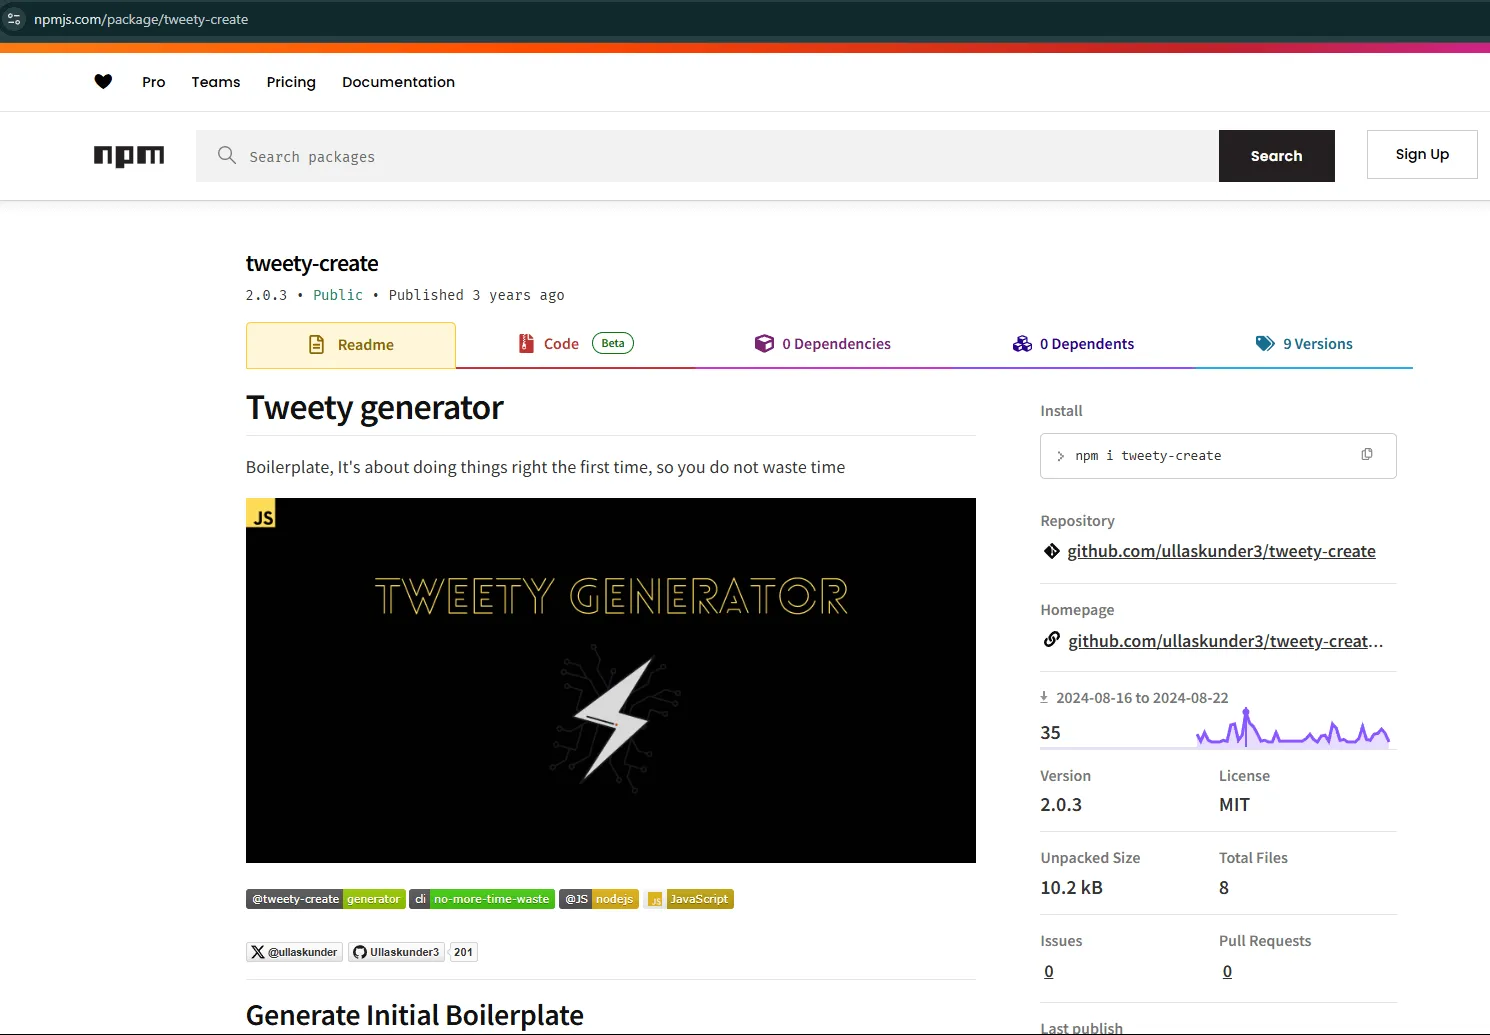 npmjs.com/package/tweety-create
Pro Teams Pricing Documentation
npm Search packages Search Sign Up
tweety-create
2.0.3 • Public • Published 3 years ago
Readme Code Beta 0 Dependencies 0 Dependents 9 Versions
Tweety generator
Boilerplate, It's about doing things right the first time, so you do not waste time
JS
TWEETY GENERATOR
@tweety-create generator cli no-more-time-waste @JS nodejs JS JavaScript
X @ullaskunder Ullaskunder3 201
Generate Initial Boilerplate
Install
> npm i tweety-create
Repository
github.com/ullaskunder3/tweety-create
Homepage
github.com/ullaskunder3/tweety-creat...
2024-08-16 to 2024-08-22
35
Version License
2.0.3 MIT
Unpacked Size Total Files
10.2 kB 8
Issues Pull Requests
0 0
Last publish